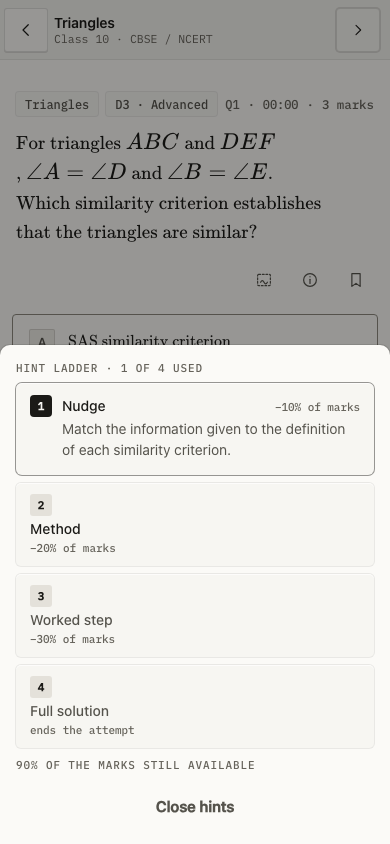 Triangles
Class 10 · CBSE / NCERT
Triangles D3 · Advanced Q1 · 00:00 · 3 marks
For triangles ABC and DEF
, ∠A = ∠D and ∠B = ∠E.
Which similarity criterion establishes
that the triangles are similar?
A SAS similarity criterion
HINT LADDER · 1 OF 4 USED
1 Nudge −10% of marks
Match the information given to the definition
of each similarity criterion.
2
Method
−20% of marks
3
Worked step
−30% of marks
4
Full solution
ends the attempt
90% OF THE MARKS STILL AVAILABLE
Close hints